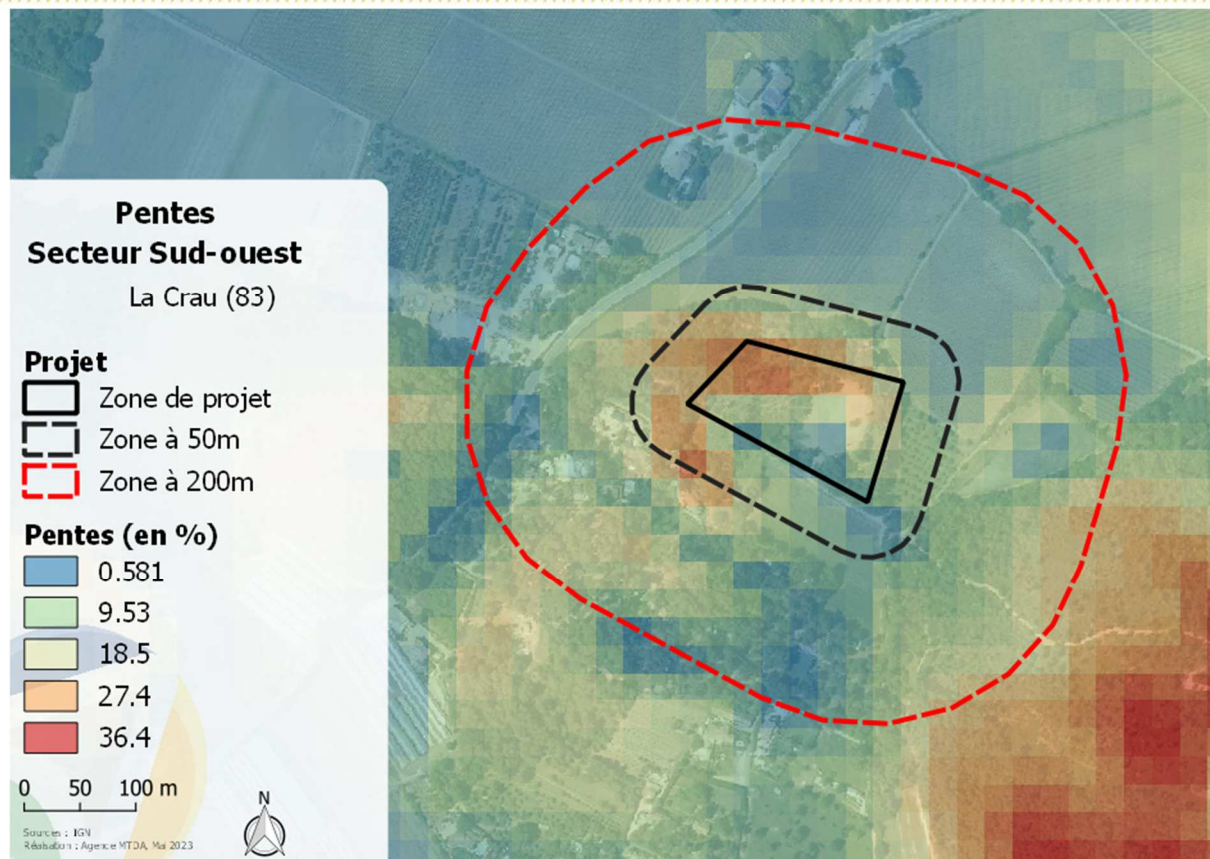 Pentes
Secteur Sud-ouest
La Crau (83)
Projet
Zone de projet
Zone à 50m
Zone à 200m
Pentes (en %)
0.581
9.53
18.5
27.4
36.4
0 50 100 m
N
Sources : IGN
Réalisation : Agence MTDA, Mai 2023